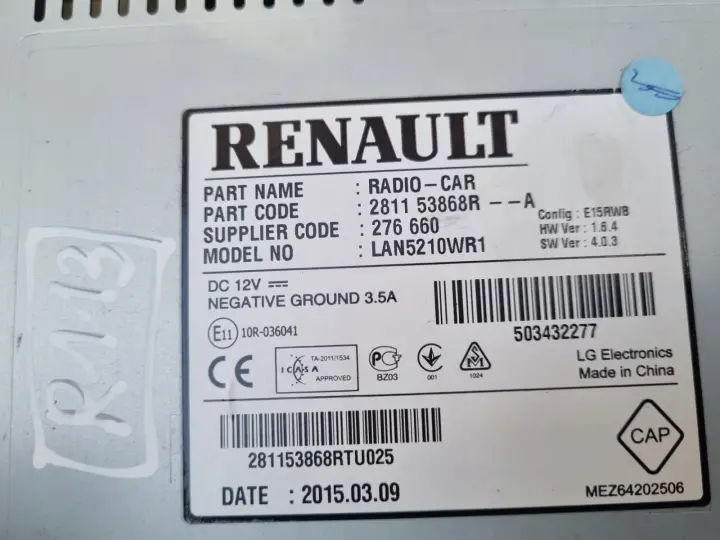 RENAULT
PART NAME : RADIO-CAR
PART CODE : 2811 53868R --A
SUPPLIER CODE : 276 660
MODEL NO : LAN5210WR1
Config : E15RWB
HW Ver : 1.6.4
SW Ver : 4.0.3
DC 12V
NEGATIVE GROUND 3.5A
503432277
E11 10R-036041
LG Electronics
Made in China
CE
TA-2011/1534
ICASA
APPROVED
BZ03
001
1024
CAP
281153868RTU025
DATE : 2015.03.09
MEZ64202506
R1113